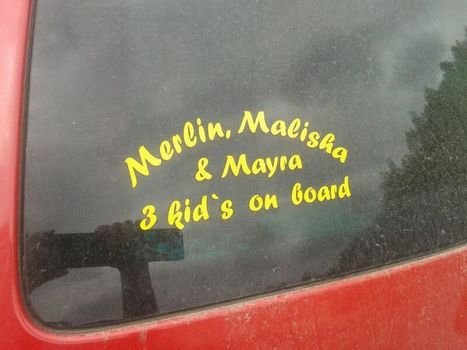 Merlin, Malisha
& Mayra
3 kid`s on board